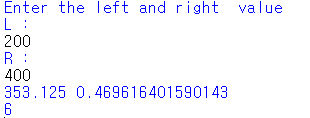 Enter the left and right  value
L :
200
R :
400
353.125 0.469616401590143
6